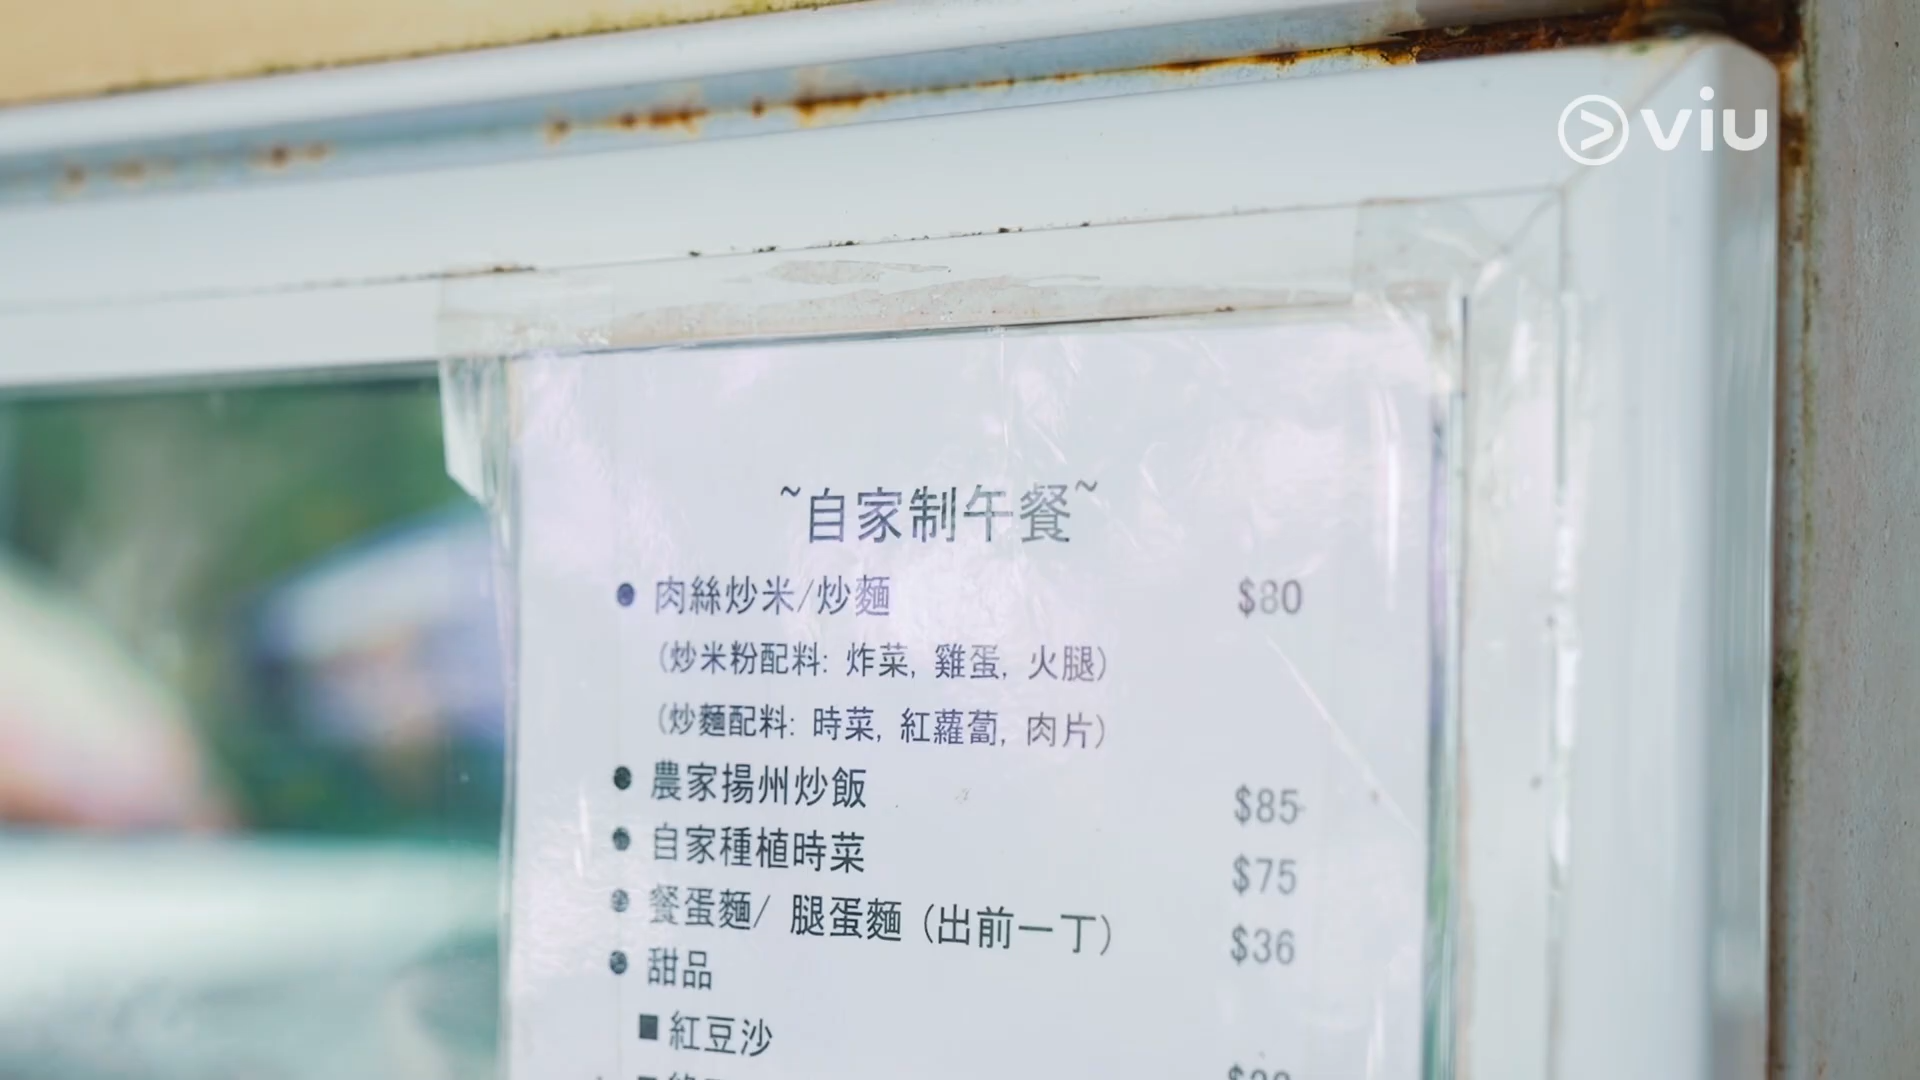 viu
~自家制午餐~
● 肉絲炒米/炒麵 $80
(炒米粉配料: 炸菜, 雞蛋, 火腿)
(炒麵配料: 時菜, 紅蘿蔔, 肉片)
● 農家揚州炒飯 $85
● 自家種植時菜 $75
● 餐蛋麵/ 腿蛋麵 (出前一丁) $36
● 甜品
■ 紅豆沙